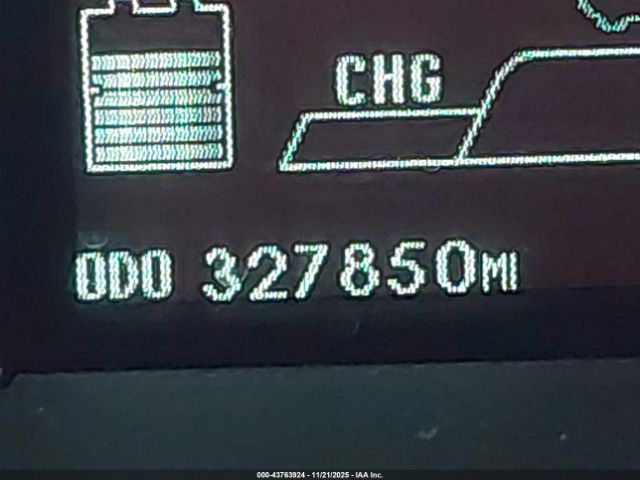 CHG
ODO 327850MI
000-43763924 - 11/21/2025 - IAA Inc.